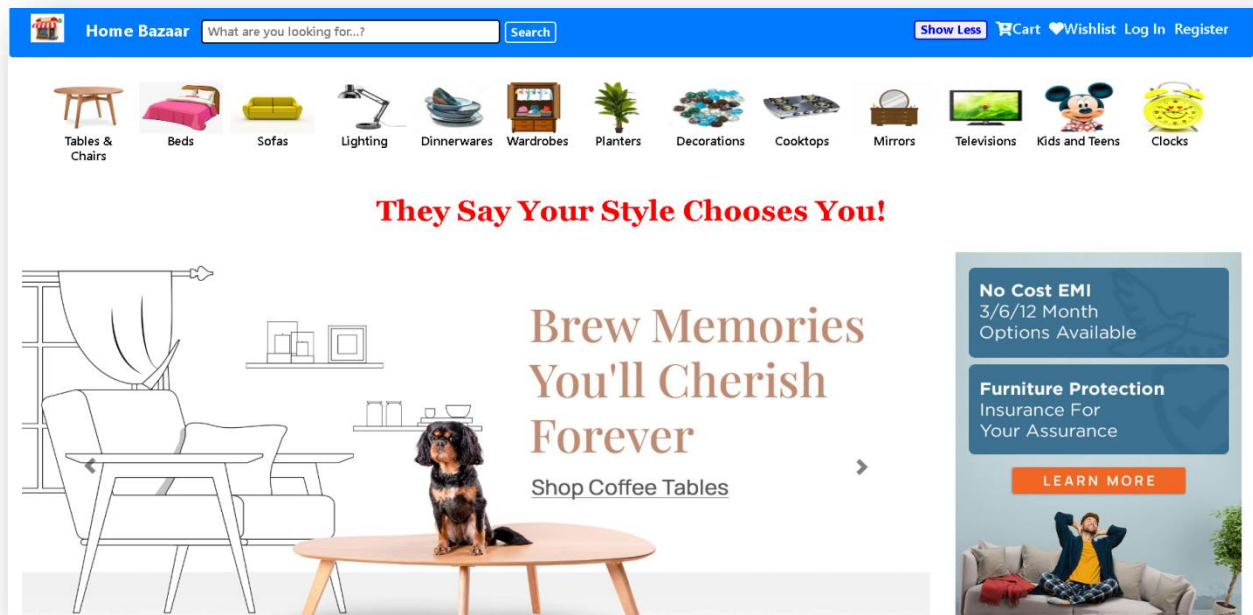 Home Bazaar
What are you looking for...?
Search
Show Less
Cart
Wishlist
Log In
Register
Tables &
Chairs
Beds
Sofas
Lighting
Dinnerwares
Wardrobes
Planters
Decorations
Cooktops
Mirrors
Televisions
Kids and Teens
Clocks
They Say Your Style Chooses You!
Brew Memories
You'll Cherish
Forever
Shop Coffee Tables
No Cost EMI
3/6/12 Month
Options Available
Furniture Protection
Insurance For
Your Assurance
LEARN MORE